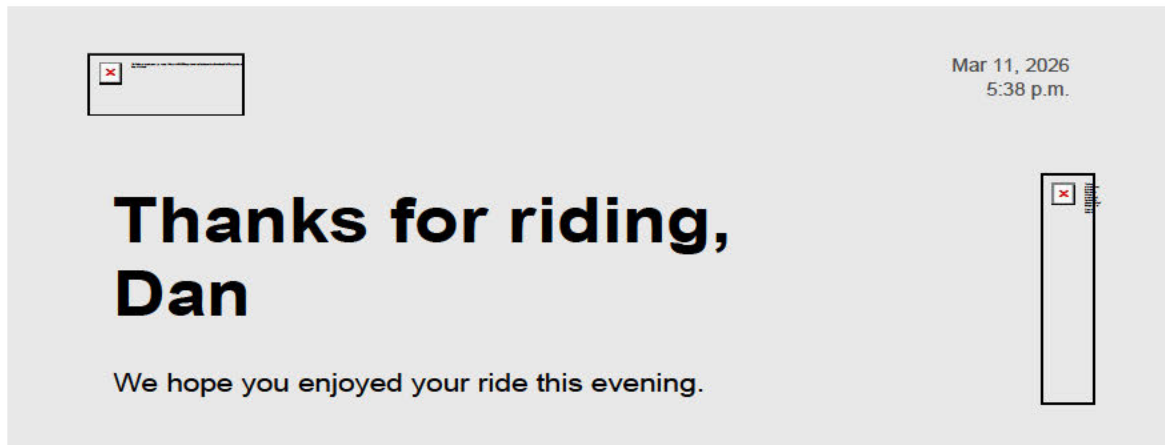 Mar 11, 2026
5:38 p.m.
Thanks for riding,
Dan
We hope you enjoyed your ride this evening.